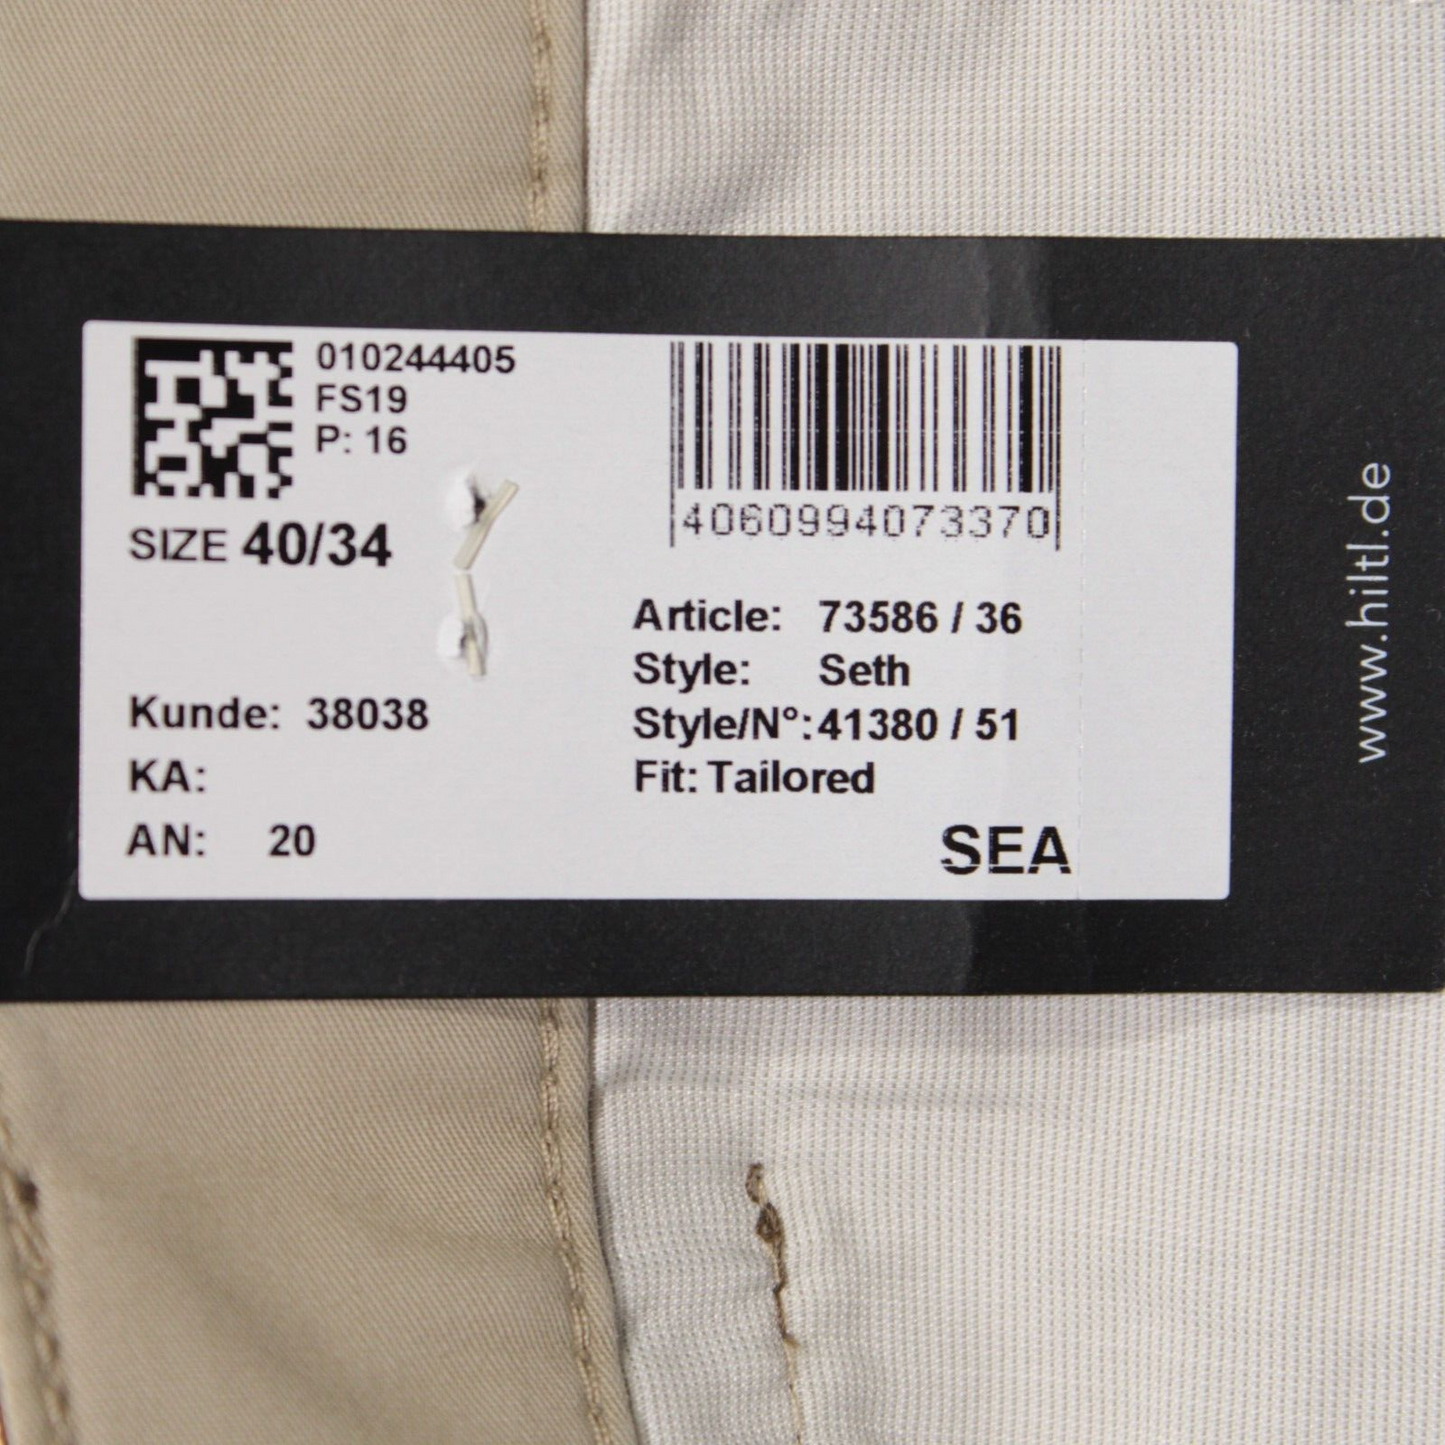 010244405
FS19
P: 16
SIZE 40/34
Kunde: 38038
KA:
AN: 20
4060994073370
Article: 73586 / 36
Style: Seth
Style/N°: 41380 / 51
Fit: Tailored
SEA
www.hiltl.de